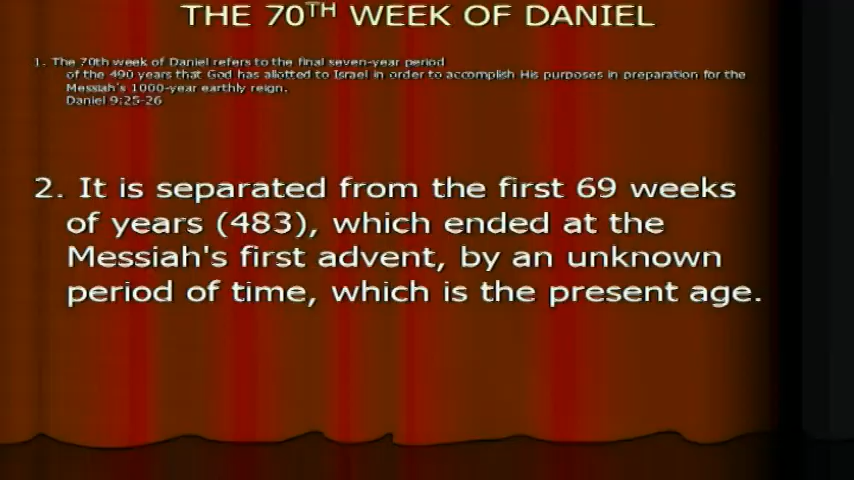 THE 70TH WEEK OF DANIEL
1. The 70th week of Daniel refers to the final seven-year period
of the 490 years that God has allotted to Israel in order to accomplish His purposes in preparation for the
Messiah's 1000-year earthly reign.
Daniel 9:25-26
2. It is separated from the first 69 weeks
of years (483), which ended at the
Messiah's first advent, by an unknown
period of time, which is the present age.